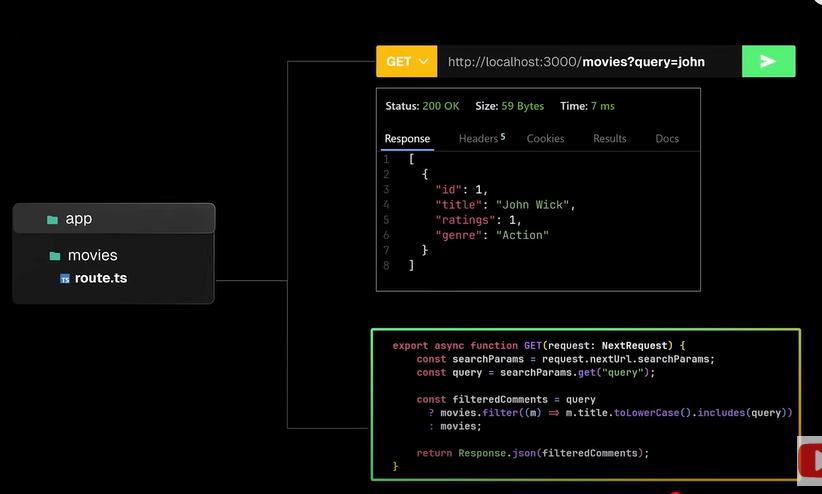 GET http://localhost:3000/movies?query=john
Status: 200 OK Size: 59 Bytes Time: 7 ms
Response Headers 5 Cookies Results Docs
1 [
2 {
3 "id": 1,
4 "title": "John Wick",
5 "ratings": 1,
6 "genre": "Action"
7 }
8 ]
app
movies
TS route.ts
export async function GET(request: NextRequest) {
const searchParams = request.nextUrl.searchParams;
const query = searchParams.get("query");
const filteredComments = query
? movies.filter((m) => m.title.toLowerCase().includes(query))
: movies;
return Response.json(filteredComments);
}